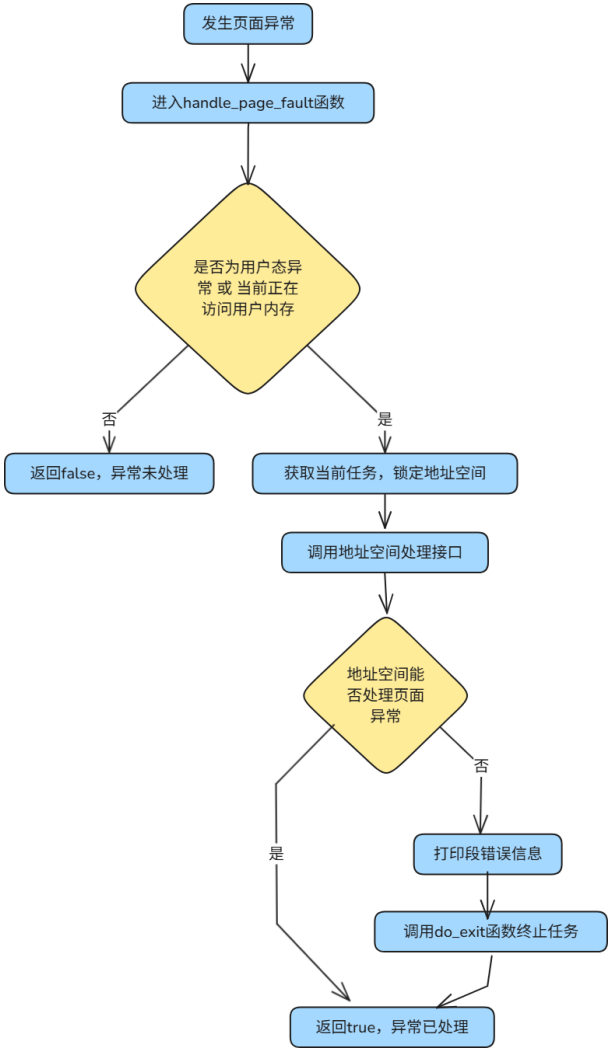 发生页面异常
进入handle_page_fault函数
是否为用户态异
常 或 当前正在
访问用户内存
否
是
返回false，异常未处理
获取当前任务，锁定地址空间
调用地址空间处理接口
地址空间能
否处理页面
异常
否
是
打印段错误信息
调用do_exit函数终止任务
返回true，异常已处理